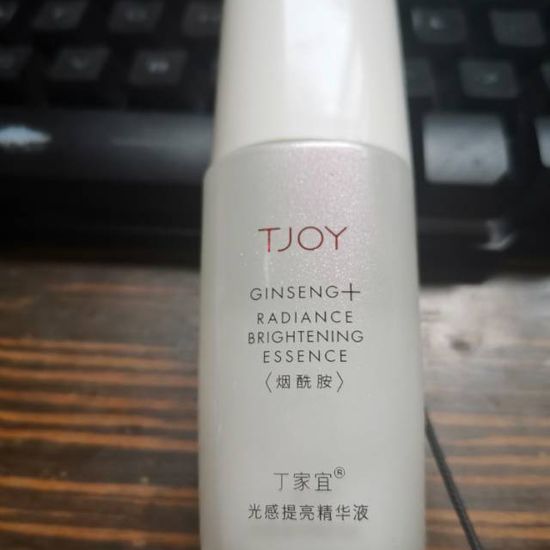 TJOY
GINSENG+
RADIANCE
BRIGHTENING
ESSENCE
〈烟酰胺〉
丁家宜®
光感提亮精华液